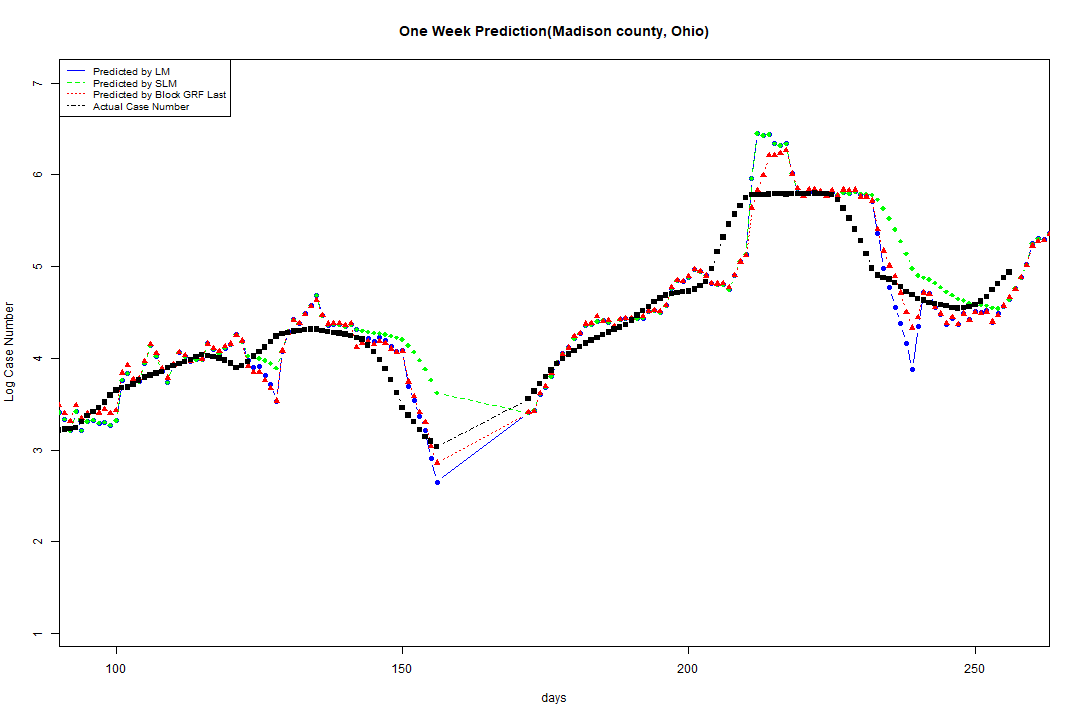 One Week Prediction(Madison county, Ohio)
Predicted by LM
Predicted by SLM
Predicted by Block GRF Last
Actual Case Number
7
6
5
4
3
2
1
Log Case Number
100 150 200 250
days